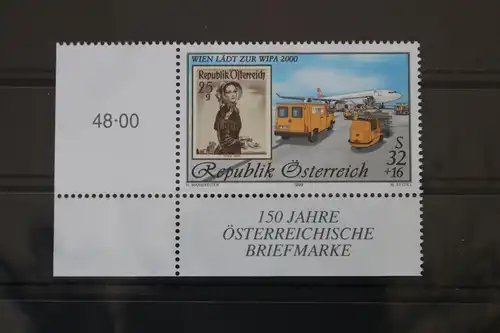 48·00
WIEN LÄDT ZUR WIPA 2000
Republik Österreich
25
g
S
32
+16
Republik Österreich
150 JAHRE
ÖSTERREICHISCHE
BRIEFMARKE